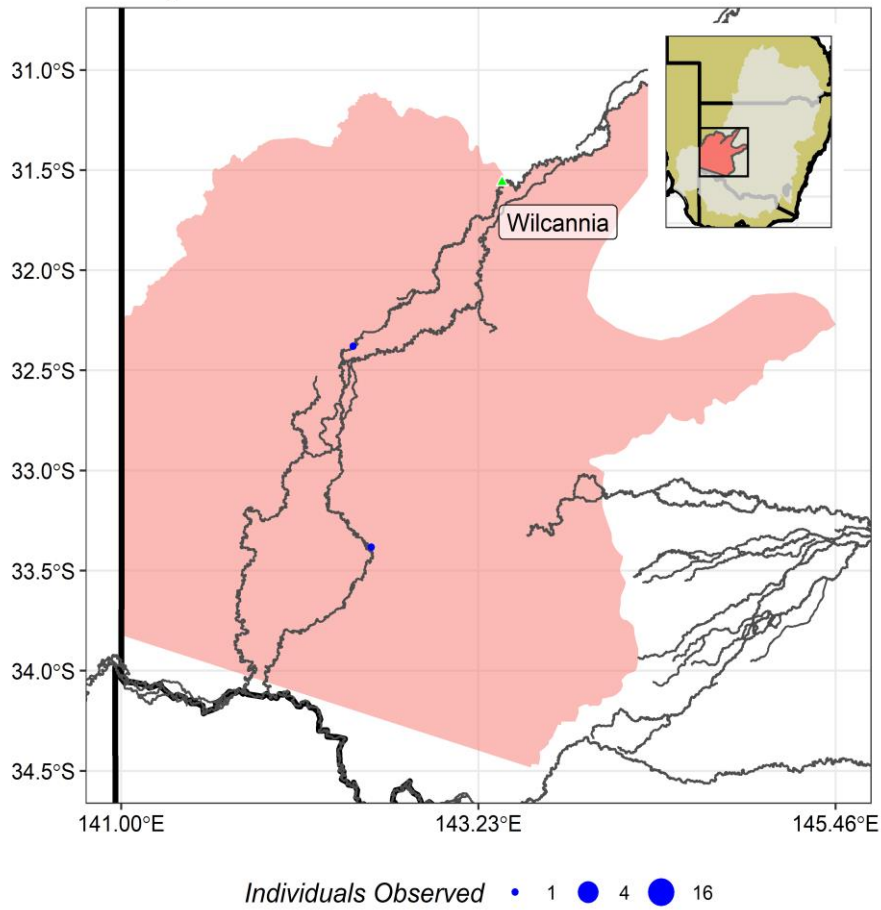 31.0°S
31.5°S
Wilcannia
32.0°S
32.5°S
33.0°S
33.5°S
34.0°S
34.5°S
141.00°E 143.23°E 145.46°E
Individuals Observed 1 4 16